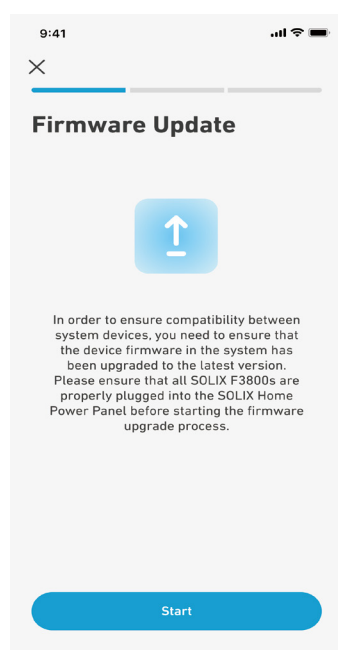 9:41
Firmware Update
In order to ensure compatibility between
system devices, you need to ensure that
the device firmware in the system has
been upgraded to the latest version.
Please ensure that all SOLIX F3800s are
properly plugged into the SOLIX Home
Power Panel before starting the firmware
upgrade process.
Start